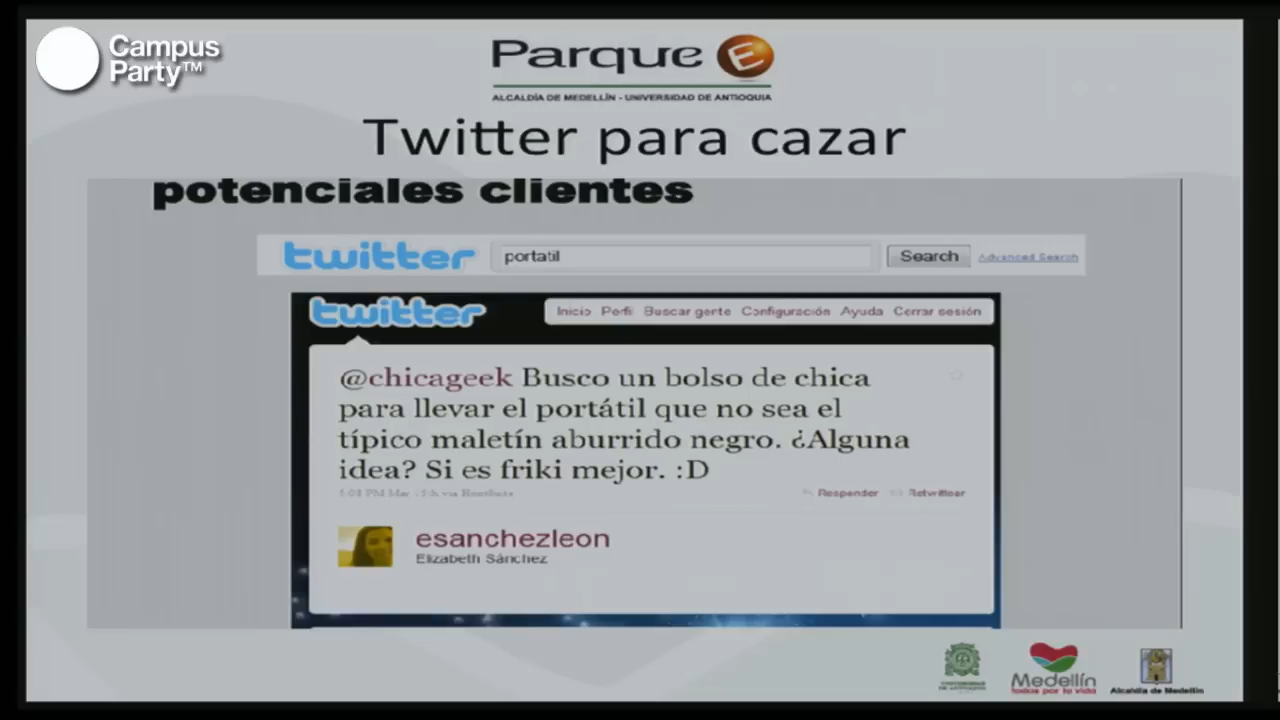 Campus
Party™
Parque E
ALCALDÍA DE MEDELLÍN - UNIVERSIDAD DE ANTIOQUIA
Twitter para cazar
potenciales clientes
twitter portatil Search Advanced Search
twitter Inicio Perfil Buscar gente Configuración Ayuda Cerrar sesión
@chicageek Busco un bolso de chica
para llevar el portátil que no sea el
típico maletín aburrido negro. ¿Alguna
idea? Si es friki mejor. :D
Responder Retwittear
esanchezleon
Elizabeth Sánchez
UNIVERSIDAD
DE ANTIOQUIA
Medellín
todos por la vida
Alcaldía de Medellín